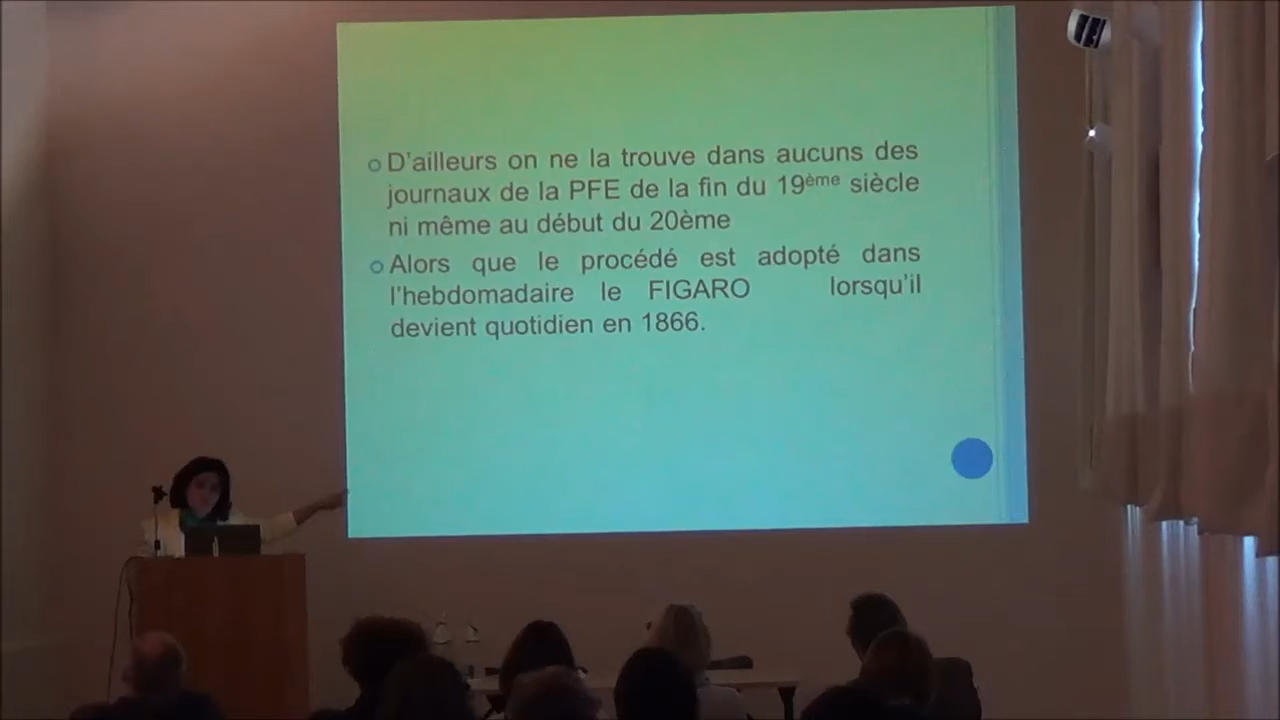 D'ailleurs on ne la trouve dans aucuns des
journaux de la PFE de la fin du 19ème siècle
ni même au début du 20ème
Alors que le procédé est adopté dans
l'hebdomadaire le FIGARO lorsqu'il
devient quotidien en 1866.